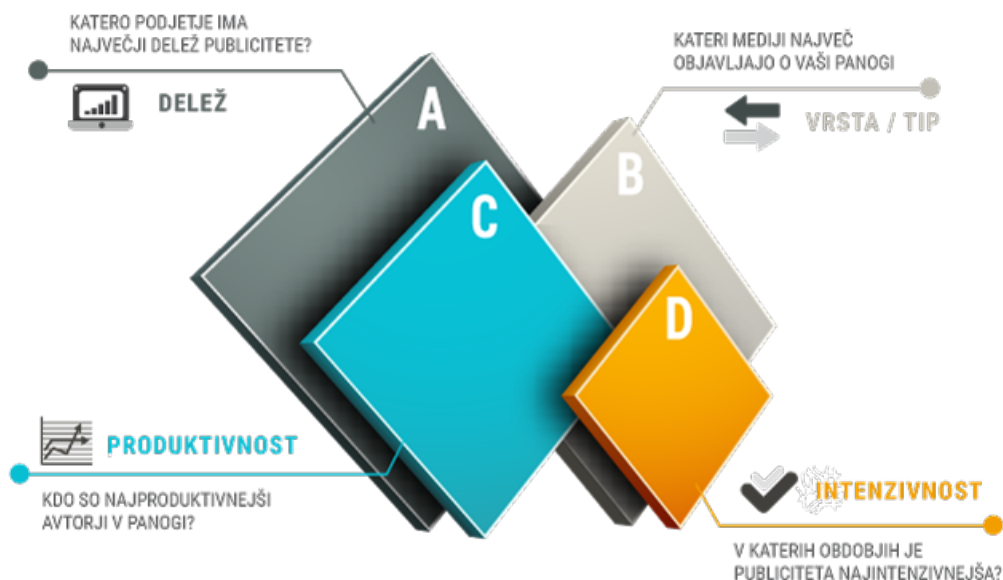 KATERO PODJETJE IMA
NAJVEČJI DELEŽ PUBLICITETE?
DELEŽ
KATERI MEDIJI NAJVEČ
OBJAVLJAJO O VAŠI PANOGI
VRSTA / TIP
A
B
C
D
PRODUKTIVNOST
KDO SO NAJPRODUKTIVNEJŠI
AVTORJI V PANOGI?
INTENZIVNOST
V KATERIH OBDOBJIH JE
PUBLICITETA NAJINTENZIVNEJŠA?